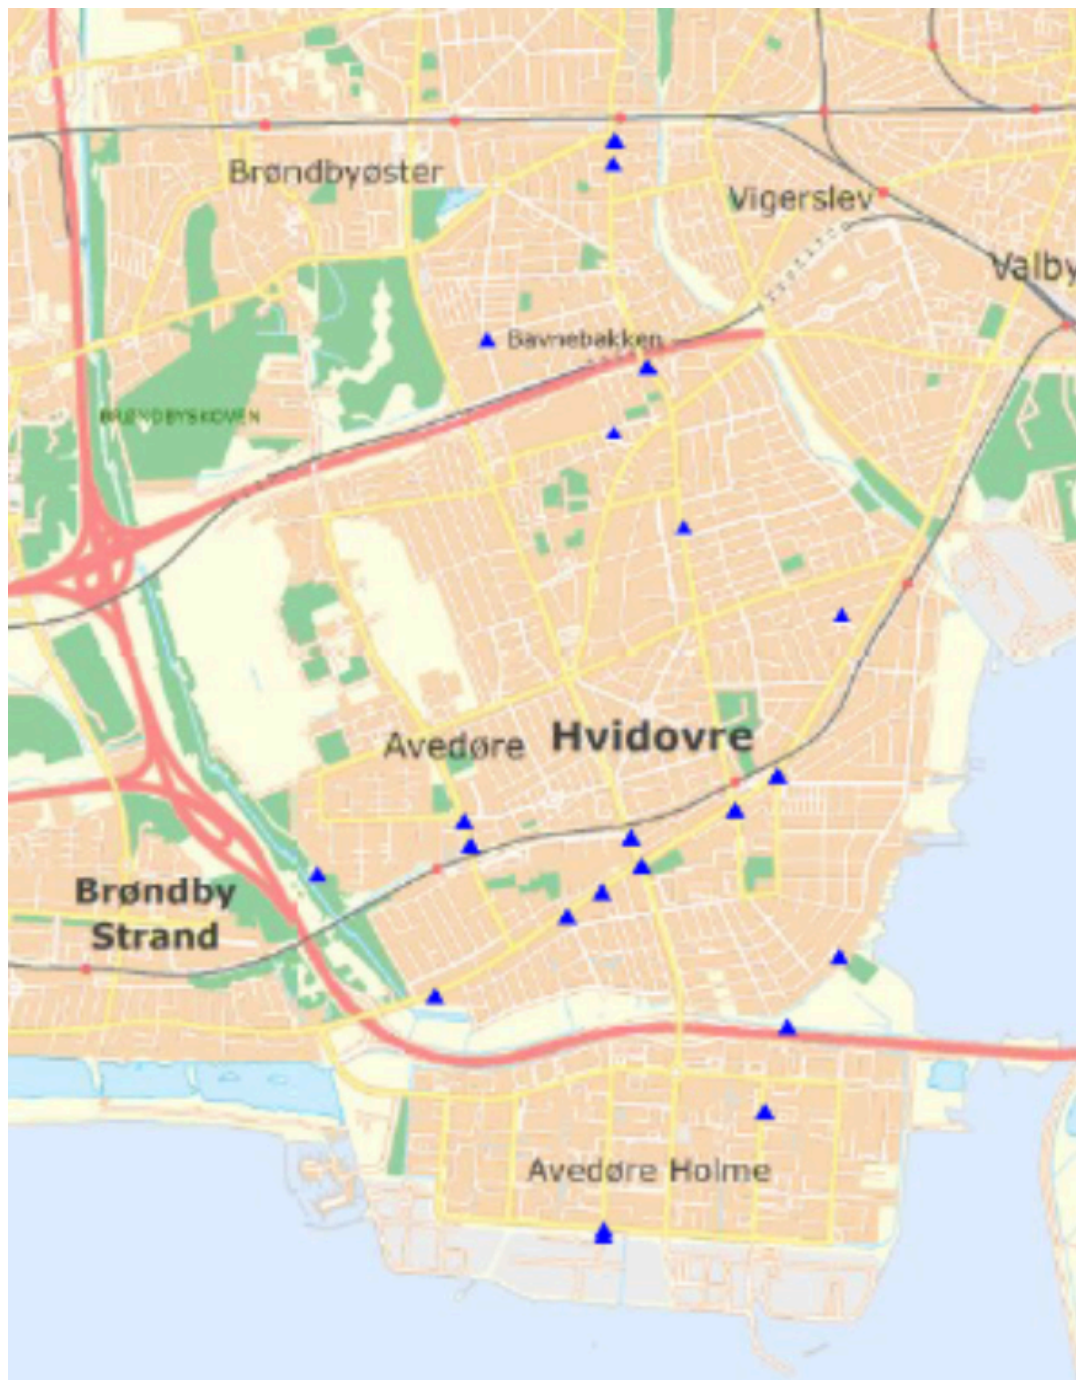 Brøndbyøster
Vigerslev
Valby
Bavnebakken
BRØNDBYSKOVEN
Hvidovre
Avedøre
Brøndby
Strand
Avedøre Holme